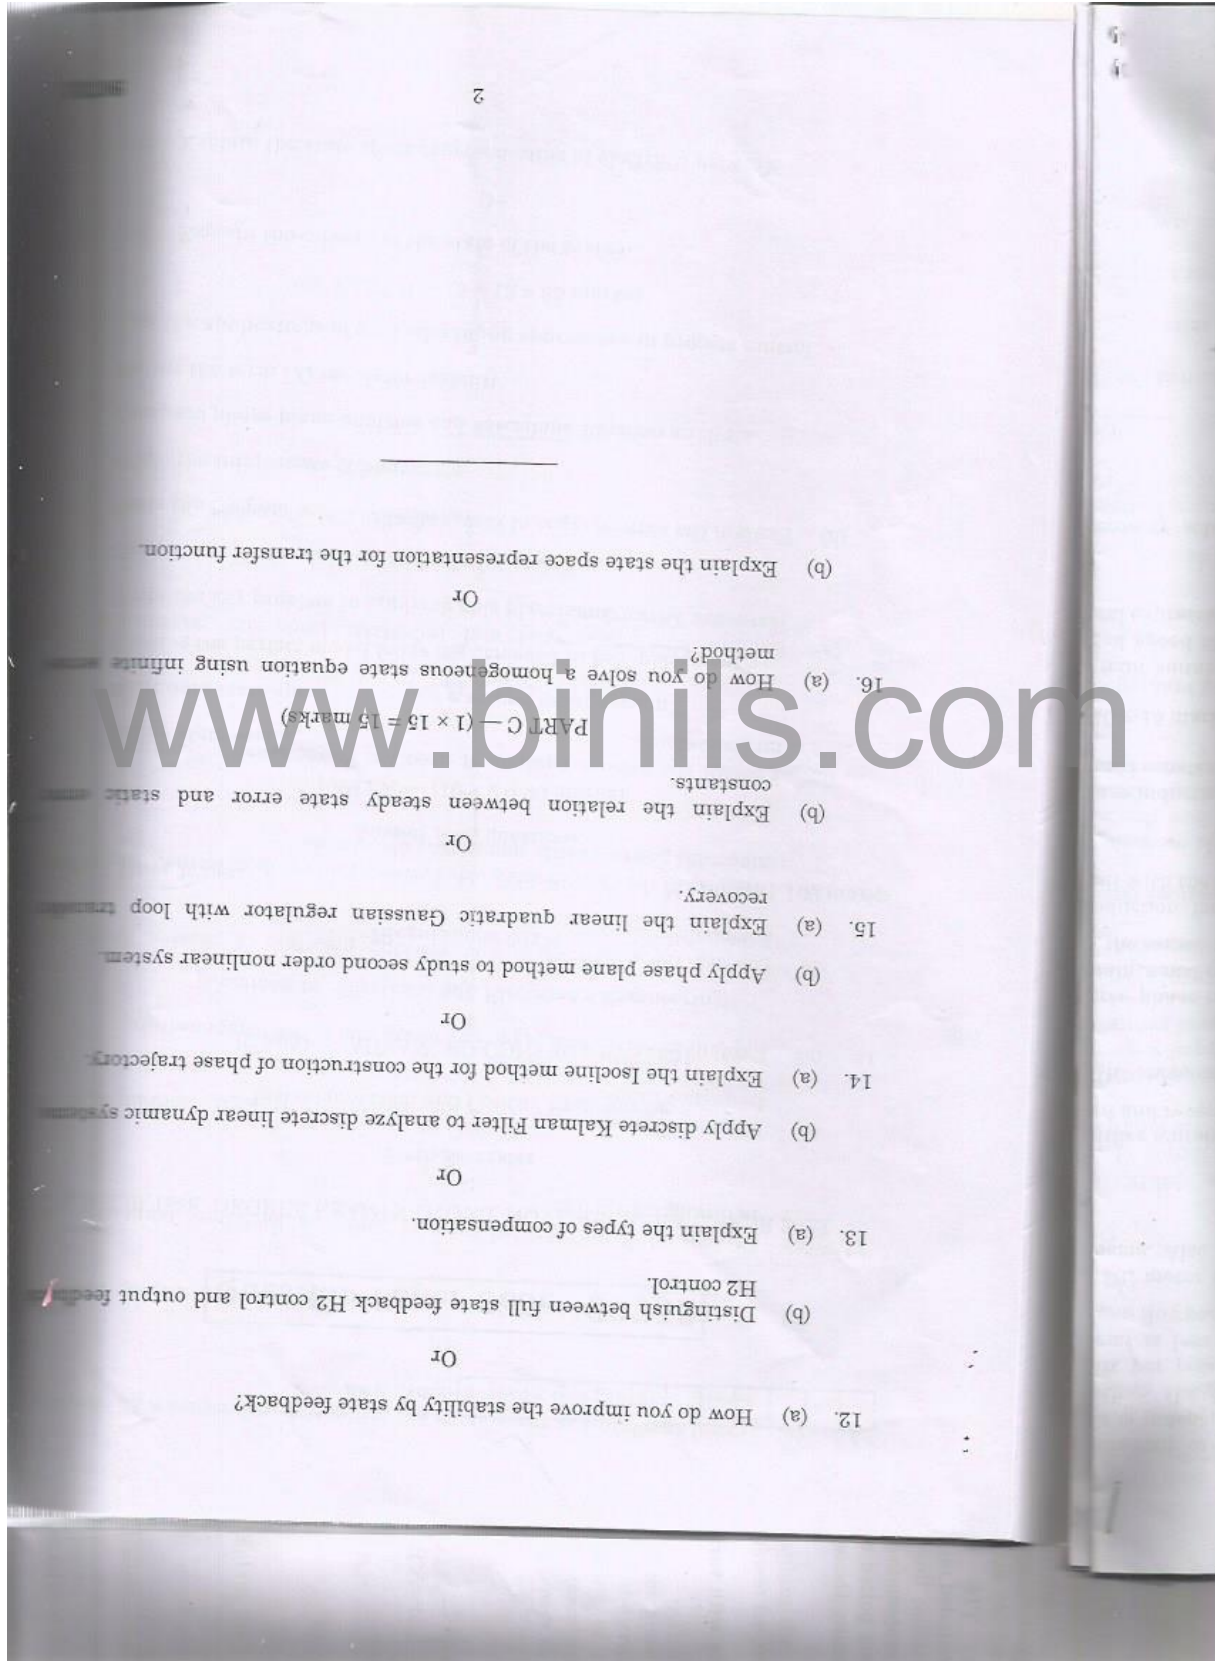 12. (a) How do you improve the stability by state feedback?
Or
(b) Distinguish between full state feedback H2 control and output
H2 control.
13. (a) Explain the types of compensation.
Or
(b) Apply discrete Kalman Filter to analyze discrete linear dynamic
14. (a) Explain the Isocline method for the construction of phase trajectory.
Or
(b) Apply phase plane method to study second order nonlinear system.
15. (a) Explain the linear quadratic Gaussian regulator with loop
recovery.
Or
(b) Explain the relation between steady state error and static
constants.
PART C — (1 × 15 = 15 marks)
16. (a) How do you solve a homogeneous state equation using infinite
method?
Or
(b) Explain the state space representation for the transfer function.
2
www.binils.com